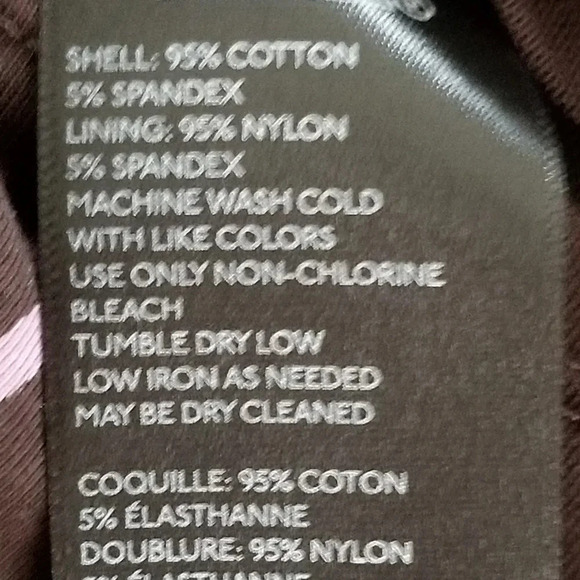 SHELL: 95% COTTON
5% SPANDEX
LINING: 95% NYLON
5% SPANDEX
MACHINE WASH COLD
WITH LIKE COLORS
USE ONLY NON-CHLORINE
BLEACH
TUMBLE DRY LOW
LOW IRON AS NEEDED
MAY BE DRY CLEANED
COQUILLE: 95% COTON
5% ÉLASTHANNE
DOUBLURE: 95% NYLON
5% ÉLASTHANNE